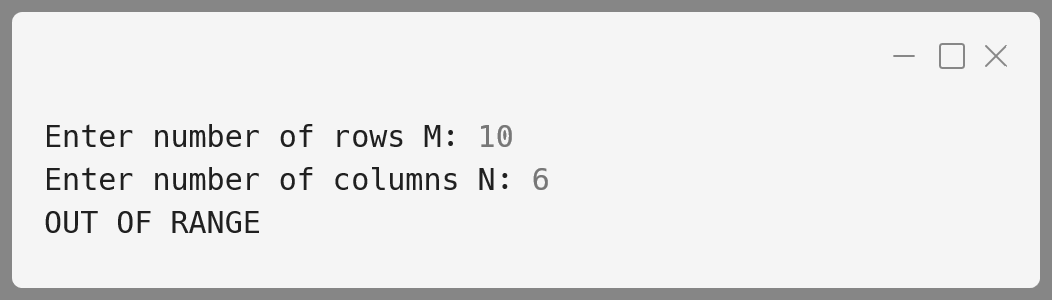 Enter number of rows M: 10
Enter number of columns N: 6
OUT OF RANGE